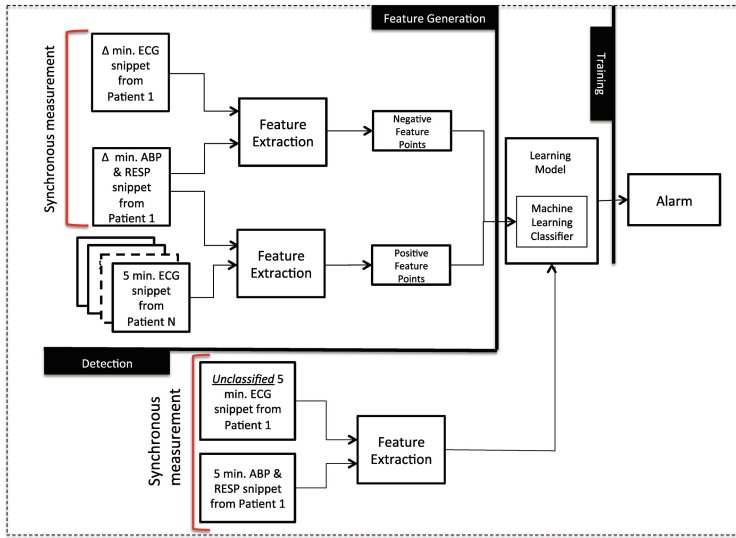 Feature Generation
Training
Synchronous measurement
Δ min. ECG
snippet
from
Patient 1
Δ min. ABP
& RESP
snippet
from
Patient 1
Feature
Extraction
Negative
Feature
Points
5 min. ECG
snippet
from
Patient N
Feature
Extraction
Positive
Feature
Points
Learning
Model
Machine
Learning
Classifier
Alarm
Detection
Synchronous
measurement
Unclassified 5
min. ECG
snippet from
Patient 1
5 min. ABP &
RESP snippet
from Patient 1
Feature
Extraction